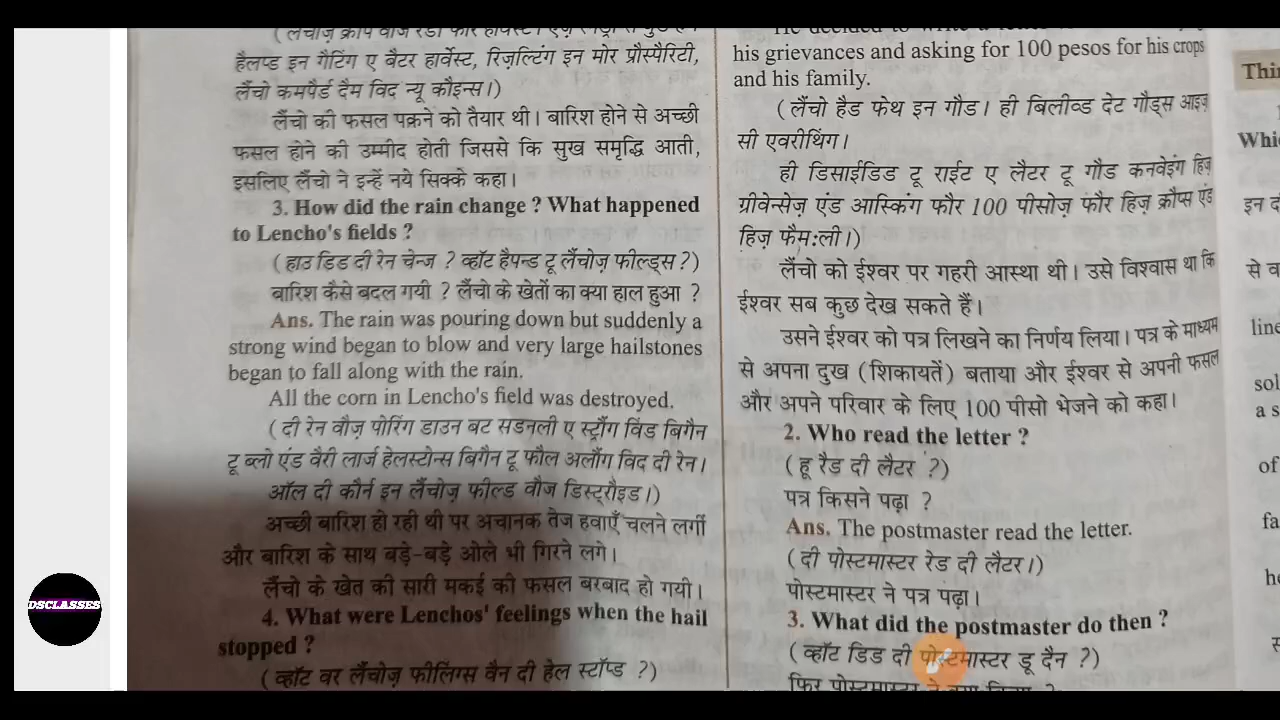 हैलप्ड इन गैटिंग ए बैटर हार्वेस्ट, रिज़ल्टिंग इन मोर प्रौस्पैरिटी,
लैंचो कमपैर्ड दैम विद न्यू कौइन्स।)
लैंचो की फसल पकने को तैयार थी। बारिश होने से अच्छी
फसल होने की उम्मीद होती जिससे कि सुख समृद्धि आती,
इसलिए लैंचो ने इन्हें नये सिक्के कहा।
3. How did the rain change ? What happened
to Lencho's fields ?
(हाउ डिड दी रेन चेन्ज ? व्हॉट हैपन्ड टू लैंचोज़ फील्ड्स ?)
बारिश कैसे बदल गयी ? लैंचो के खेतों का क्या हाल हुआ ?
Ans. The rain was pouring down but suddenly a
strong wind began to blow and very large hailstones
began to fall along with the rain.
All the corn in Lencho's field was destroyed.
(दी रेन वौज़ पोरिंग डाउन बट सडनली ए स्ट्रौंग विंड बिगैन
टू ब्लो एंड वैरी लार्ज हेलस्टोन्स बिगैन टू फौल अलौंग विद दी रेन।
ऑल दी कौर्न इन लैंचोज़ फील्ड वौज डिस्ट्रौइड।)
अच्छी बारिश हो रही थी पर अचानक तेज हवाएँ चलने लगीं
और बारिश के साथ बड़े-बड़े ओले भी गिरने लगे।
लैंचो के खेत की सारी मकई की फसल बरबाद हो गयी।
4. What were Lenchos' feelings when the hail
stopped ?
(व्हॉट वर लैंचोज़ फीलिंग्स वैन दी हेल स्टॉप्ड ?)
his grievances and asking for 100 pesos for his crops
and his family.
(लैंचो हैड फेथ इन गौड। ही बिलीव्ड देट गौड्स आइज़
सी एवरीथिंग।
ही डिसाईडिड टू राईट ए लैटर टू गौड कनवेइंग हिज़
ग्रीवेन्सेज़ एंड आस्किंग फौर 100 पीसोज़ फौर हिज़ क्रौप्स एंड
हिज़ फैम:ली।)
लैंचो को ईश्वर पर गहरी आस्था थी। उसे विश्वास था कि
ईश्वर सब कुछ देख सकते हैं।
उसने ईश्वर को पत्र लिखने का निर्णय लिया। पत्र के माध्यम
से अपना दुख (शिकायतें) बताया और ईश्वर से अपनी फसल
और अपने परिवार के लिए 100 पीसो भेजने को कहा।
2. Who read the letter ?
(हू रैड दी लैटर ?)
पत्र किसने पढ़ा ?
Ans. The postmaster read the letter.
(दी पोस्टमास्टर रेड दी लैटर।)
पोस्टमास्टर ने पत्र पढ़ा।
3. What did the postmaster do then ?
(व्हॉट डिड दी पोस्टमास्टर डू दैन ?)
DSCLASSES